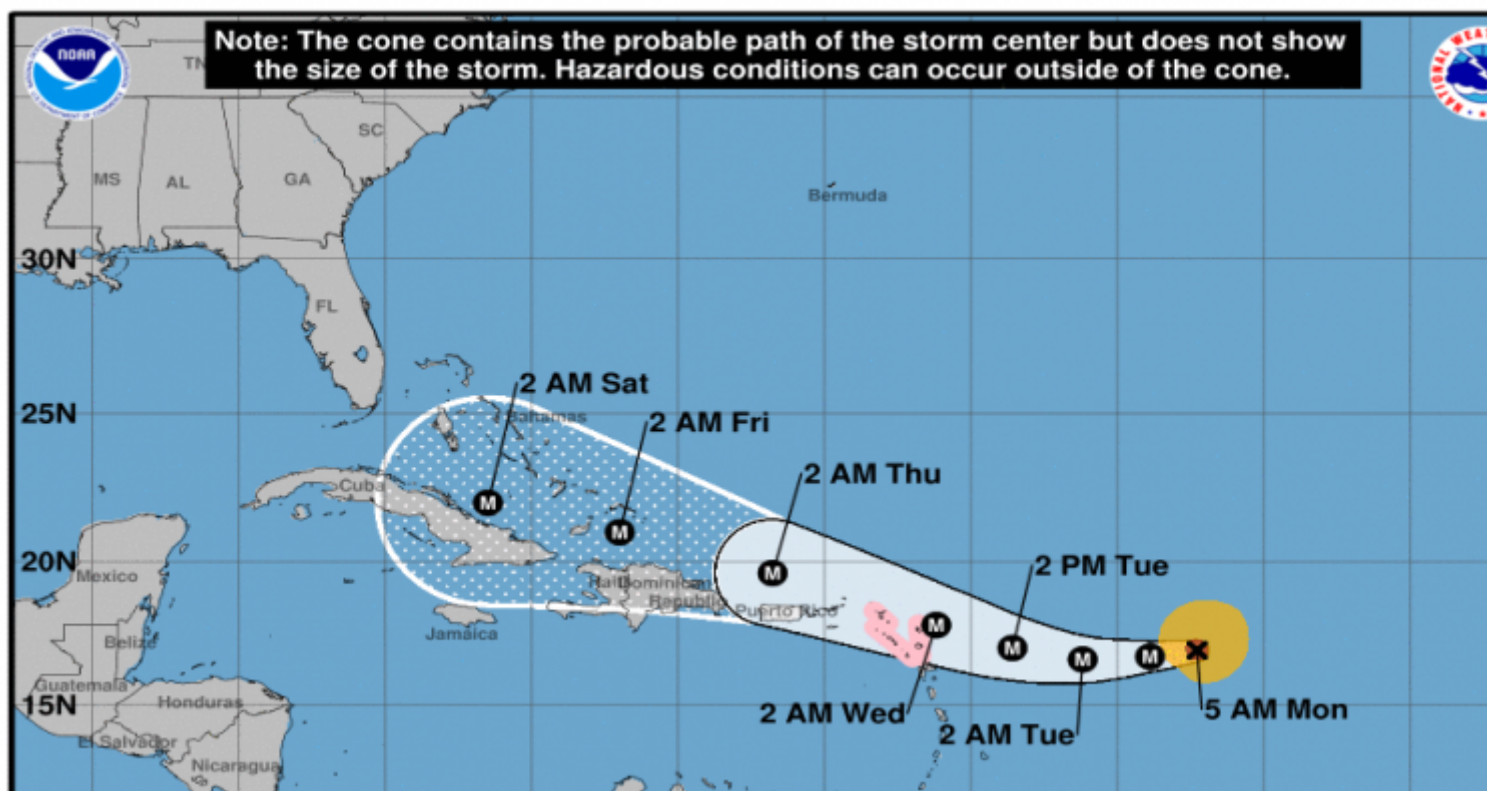 Note: The cone contains the probable path of the storm center but does not show
the size of the storm. Hazardous conditions can occur outside of the cone.
NOAA
TN
SC
MS
AL
GA
Bermuda
30N
FL
2 AM Sat
25N
Bahamas
2 AM Fri
2 AM Thu
Cuba
M
M
20N
M
2 PM Tue
Mexico
Haiti
Dominican
Republic
Puerto Rico
M
Jamaica
Belize
M
M
M
Guatemala
Honduras
15N
2 AM Wed
5 AM Mon
2 AM Tue
El Salvador
Nicaragua